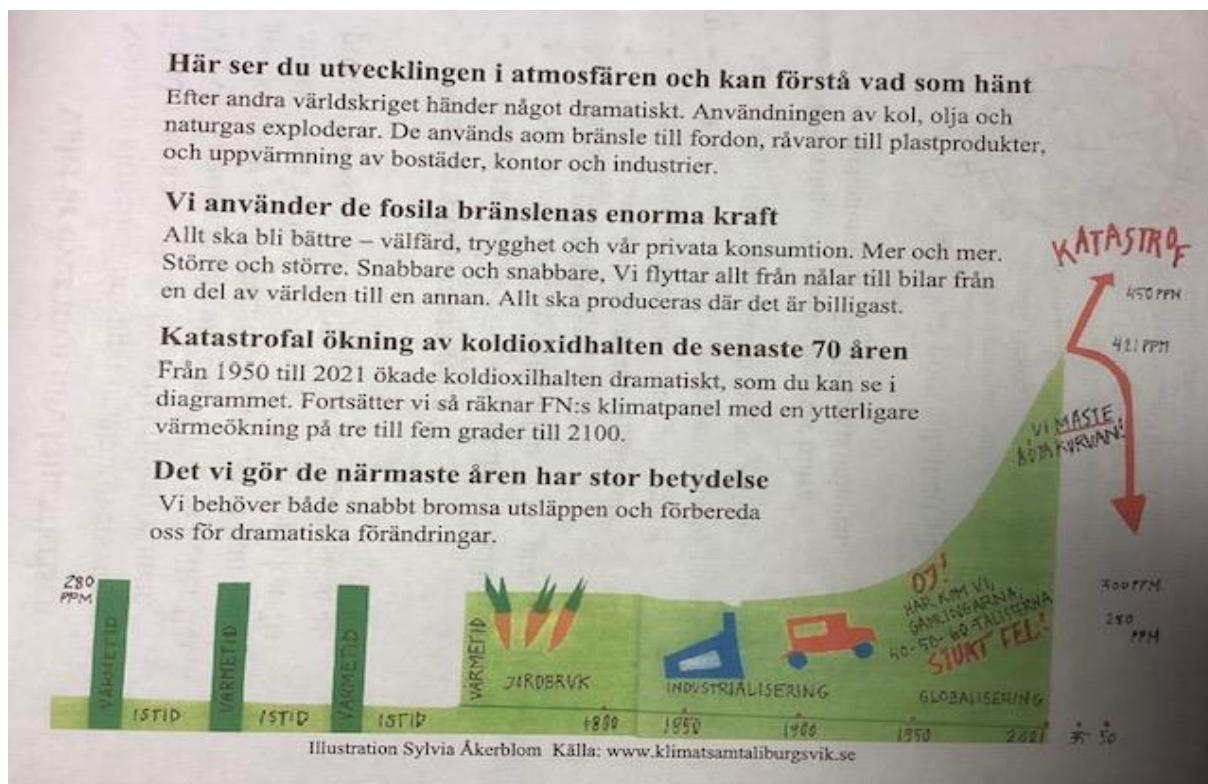 Här ser du utvecklingen i atmosfären och kan förstå vad som hänt
Efter andra världskriget händer något dramatiskt. Användningen av kol, olja och
naturgas exploderar. De används aom bränsle till fordon, råvaror till plastprodukter,
och uppvärmning av bostäder, kontor och industrier.
Vi använder de fosila bränslenas enorma kraft
Allt ska bli bättre – välfärd, trygghet och vår privata konsumtion. Mer och mer.
Större och större. Snabbare och snabbare, Vi flyttar allt från nålar till bilar från
en del av världen till en annan. Allt ska produceras där det är billigast.
Katastrofal ökning av koldioxidhalten de senaste 70 åren
Från 1950 till 2021 ökade koldioxilhalten dramatiskt, som du kan se i
diagrammet. Fortsätter vi så räknar FN:s klimatpanel med en ytterligare
värmeökning på tre till fem grader till 2100.
Det vi gör de närmaste åren har stor betydelse
Vi behöver både snabbt bromsa utsläppen och förbereda
oss för dramatiska förändringar.
KATASTROF
450 PPM
421 PPM
VI MÅSTE
BÖJA KURVAN!
300 PPM
280
PPM
280
PPM
VÄRMETID
ISTID
VÄRMETID
ISTID
VÄRMETID
ISTID
VÄRMETID
JORDBRUK
INDUSTRIALISERING
OJ!
HÄR KOM VI,
GAMLINGARNA,
40-50-60-TALISTERNA
STURT FEL!
GLOBALISERING
1800
1850
1900
1950
2021
50
Illustration Sylvia Åkerblom Källa: www.klimatsamtaliburgsvik.se